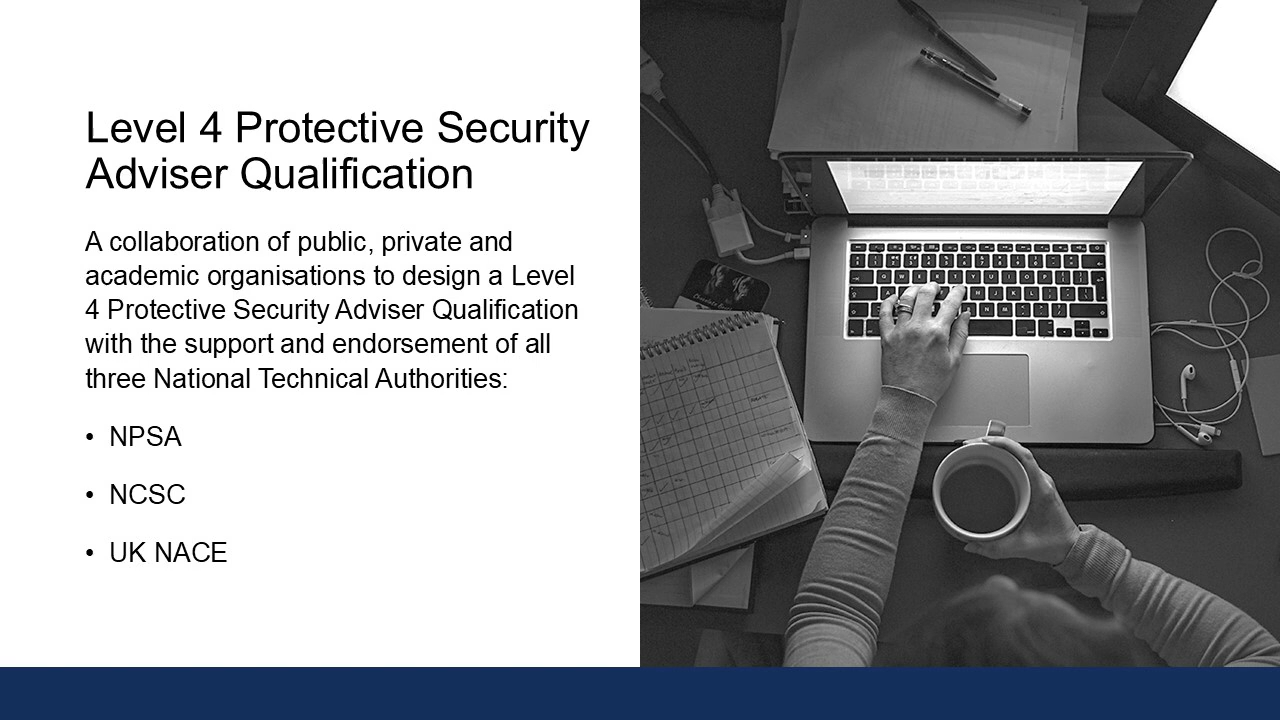 Level 4 Protective Security
Adviser Qualification
A collaboration of public, private and
academic organisations to design a Level
4 Protective Security Adviser Qualification
with the support and endorsement of all
three National Technical Authorities:
• NPSA
• NCSC
• UK NACE